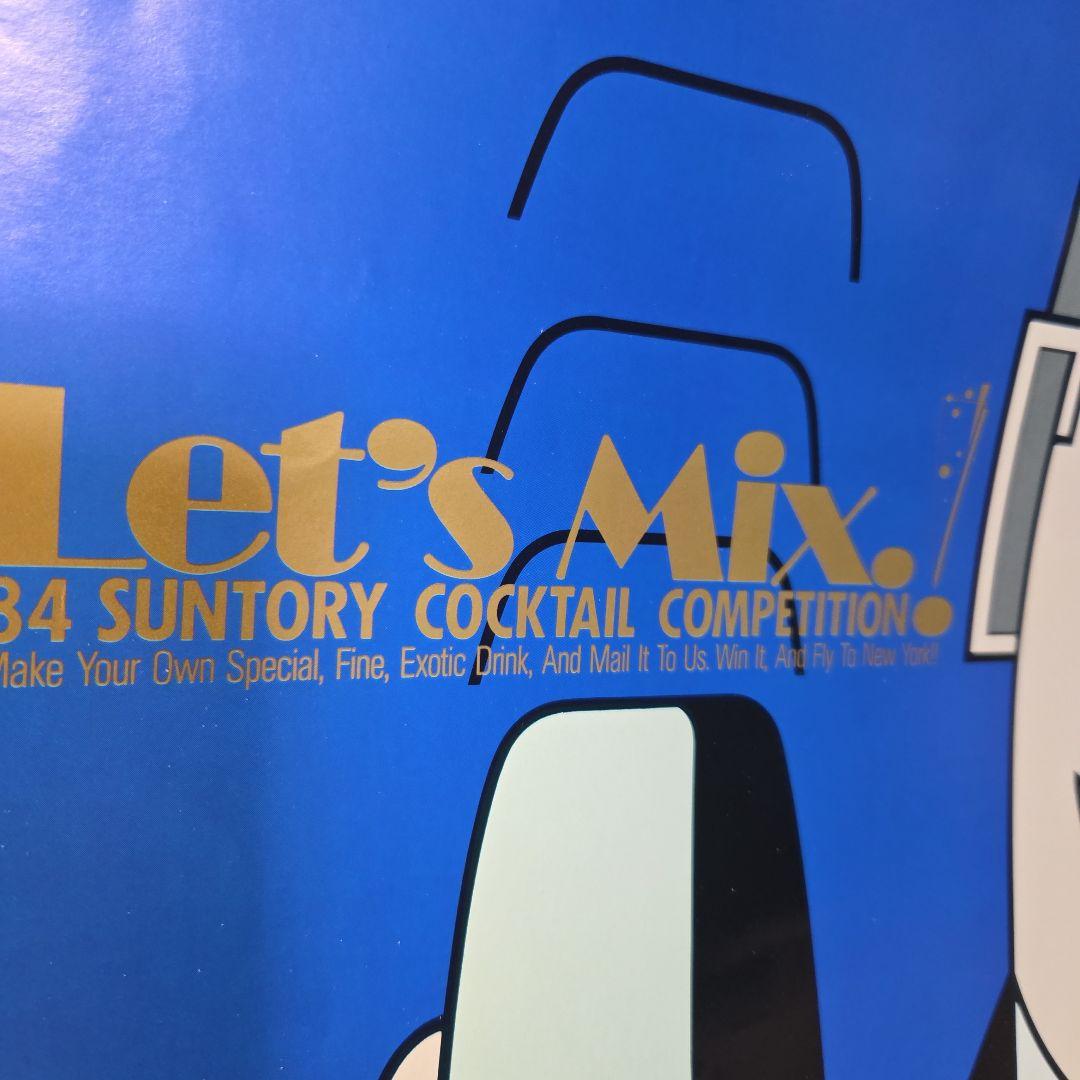 Let's Mix.!
84 SUNTORY COCKTAIL COMPETITION
Make Your Own Special, Fine, Exotic Drink, And Mail It To Us. Win It, And Fly To New York!!